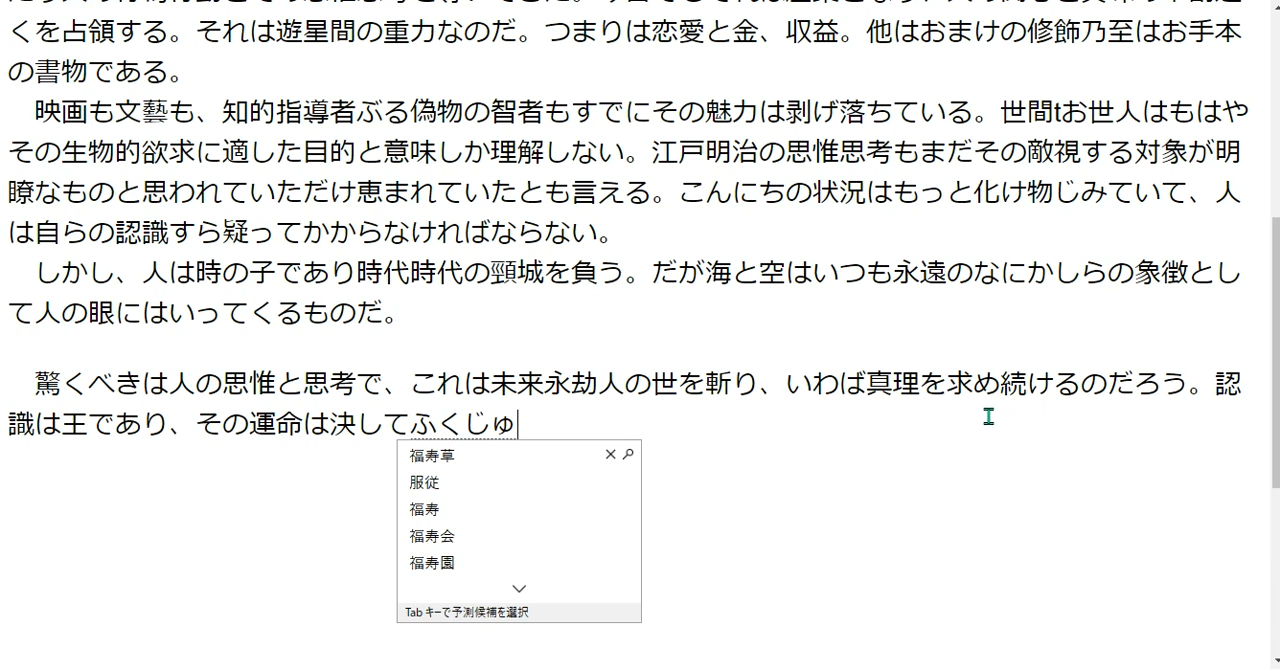 くを占領する。それは遊星間の重力なのだ。つまりは恋愛と金、収益。他はおまけの修飾乃至はお手本
の書物である。
映画も文藝も、知的指導者ぶる偽物の智者もすでにその魅力は剥げ落ちている。世間tお世人はもはや
その生物的欲求に適した目的と意味しか理解しない。江戸明治の思惟思考もまだその敵視する対象が明
瞭なものと思われていただけ恵まれていたとも言える。こんにちの状況はもっと化け物じみていて、人
は自らの認識すら疑ってかからなければならない。
しかし、人は時の子であり時代時代の頸城を負う。だが海と空はいつも永遠のなにかしらの象徴とし
て人の眼にはいってくるものだ。
驚くべきは人の思惟と思考で、これは未来永劫人の世を斬り、いわば真理を求め続けるのだろう。認
識は王であり、その運命は決してふくじゅ
福寿草
服従
福寿
福寿会
福寿園
Tab キーで予測候補を選択